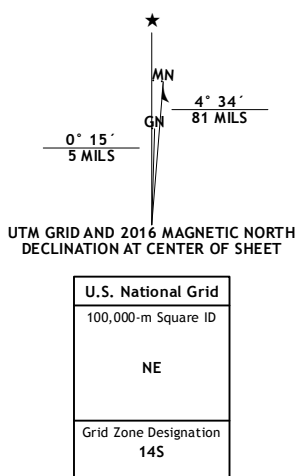 ★
MN
4° 34´
81 MILS
GN
0° 15´
5 MILS
UTM GRID AND 2016 MAGNETIC NORTH
DECLINATION AT CENTER OF SHEET
U.S. National Grid
100,000-m Square ID
NE
Grid Zone Designation
14S